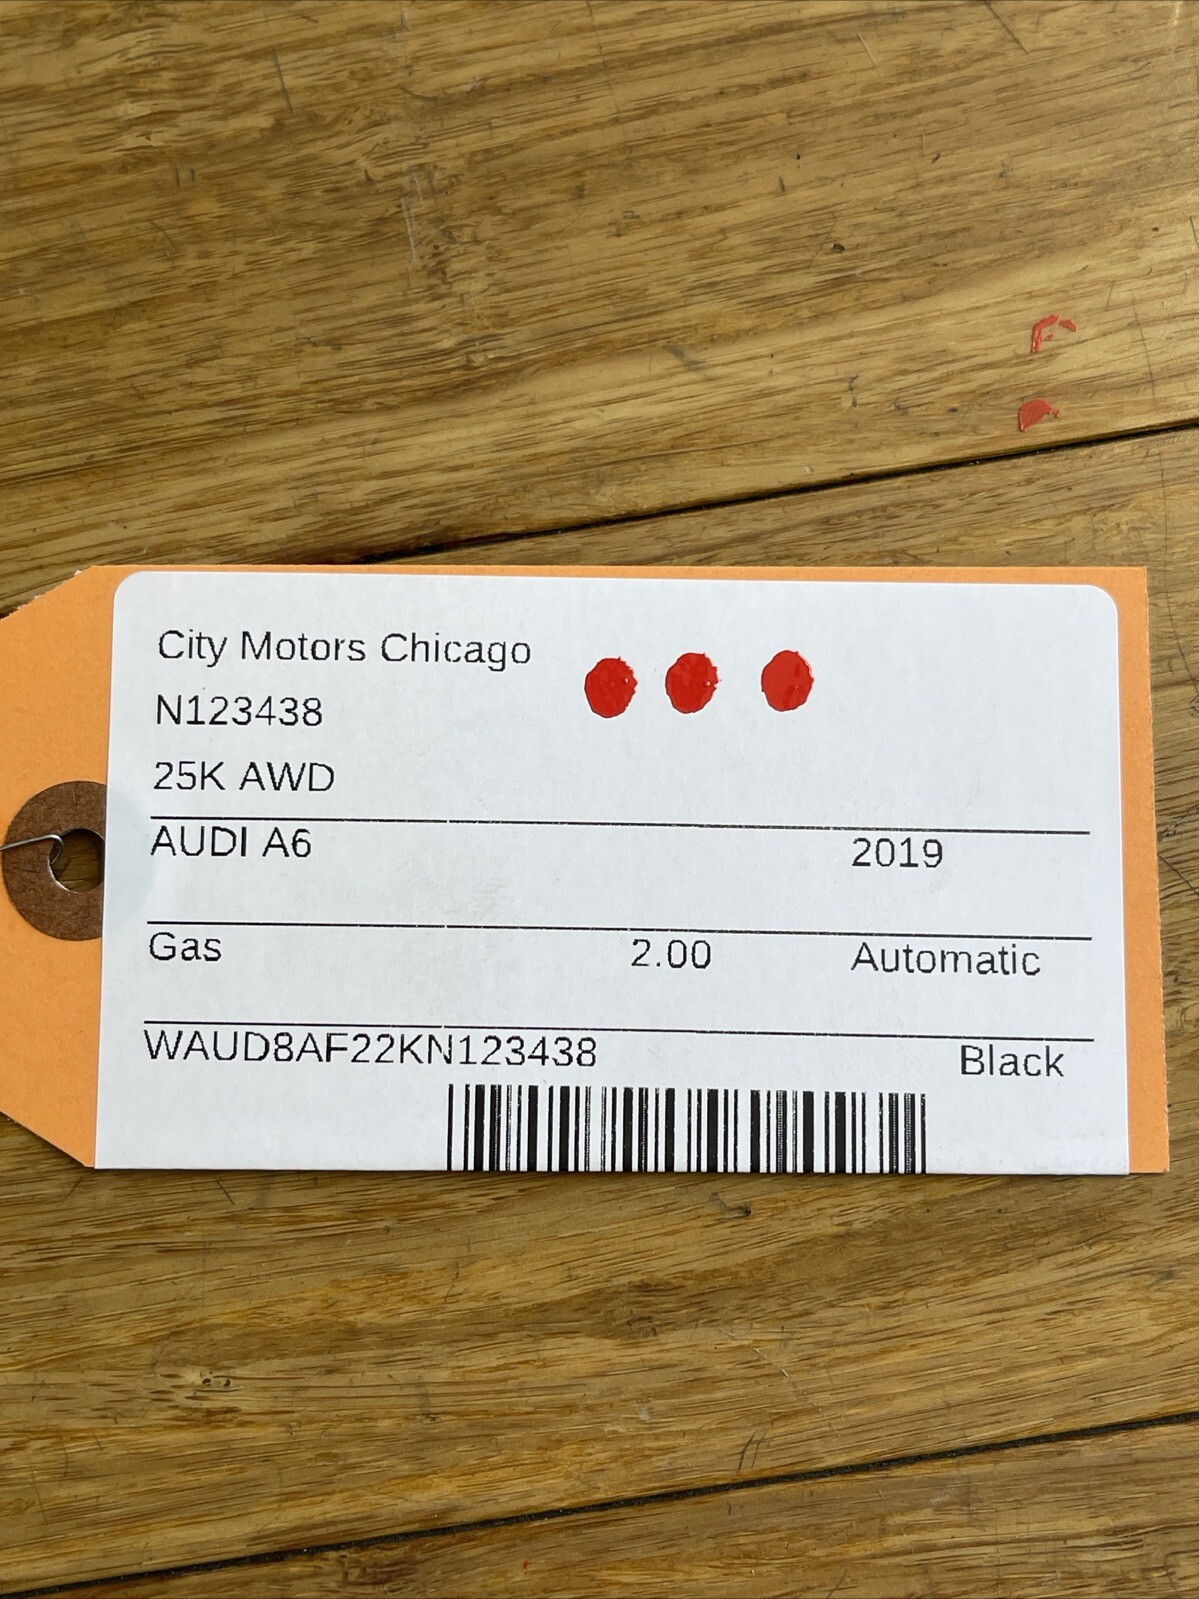 City Motors Chicago
N123438
25K AWD
AUDI A6 2019
Gas 2.00 Automatic
WAUD8AF22KN123438 Black